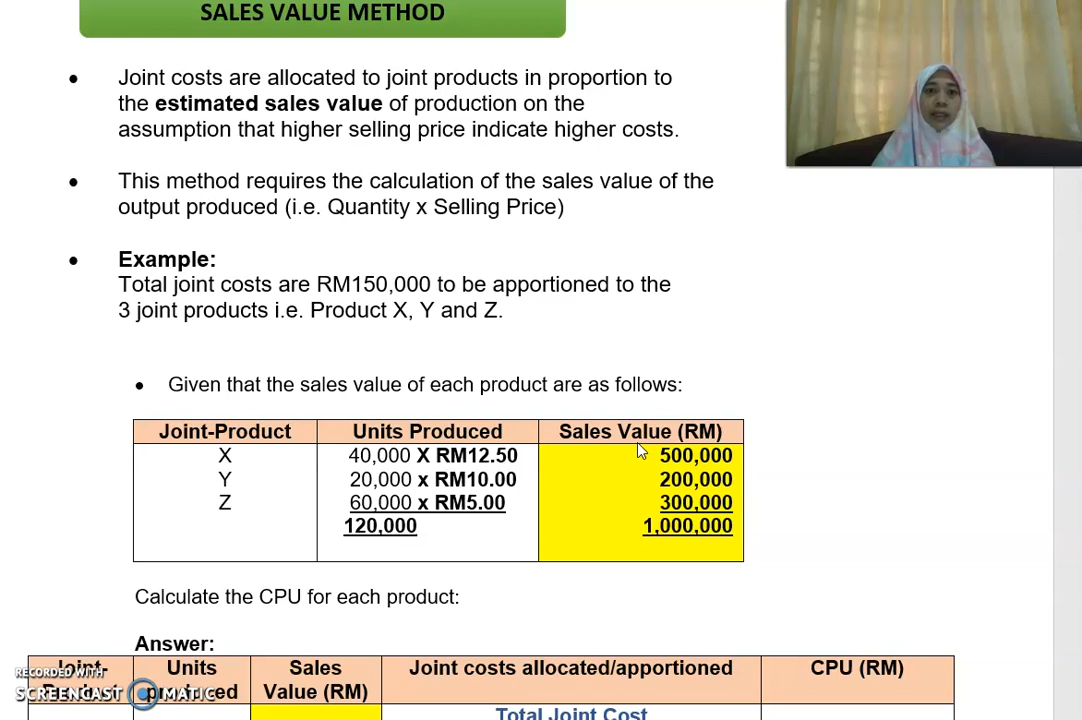 SALES VALUE METHOD
• Joint costs are allocated to joint products in proportion to
the estimated sales value of production on the
assumption that higher selling price indicate higher costs.
• This method requires the calculation of the sales value of the
output produced (i.e. Quantity x Selling Price)
• Example:
Total joint costs are RM150,000 to be apportioned to the
3 joint products i.e. Product X, Y and Z.
• Given that the sales value of each product are as follows:
Joint-Product Units Produced Sales Value (RM)
X 40,000 X RM12.50 500,000
Y 20,000 x RM10.00 200,000
Z 60,000 x RM5.00 300,000
120,000 1,000,000
Calculate the CPU for each product:
Answer:
Joint- Units Sales Joint costs allocated/apportioned CPU (RM)
RECORDED WITH
produced Value (RM)
SCREENCAST MATIC
Total Joint Cost